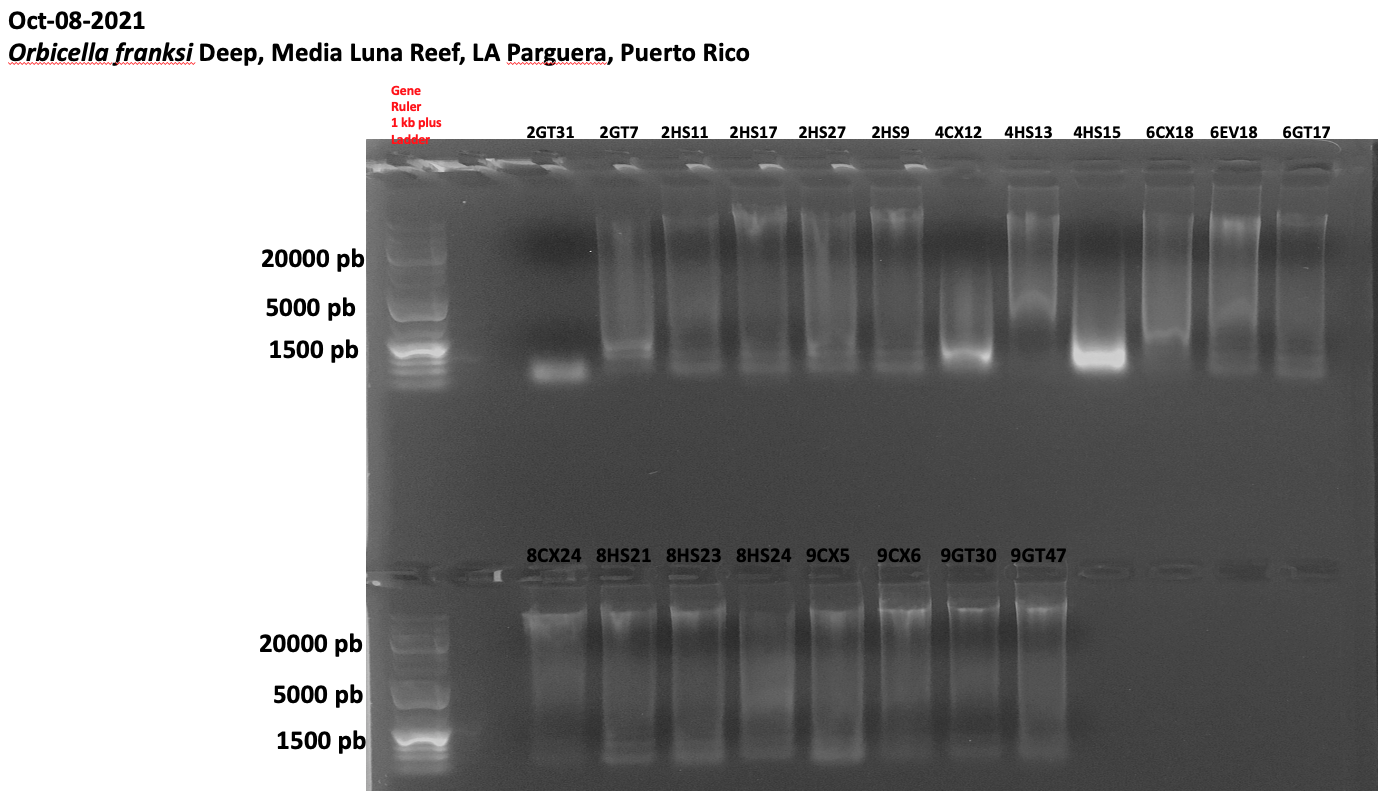 Oct-08-2021
Orbicella franksi Deep, Media Luna Reef, LA Parguera, Puerto Rico
Gene
Ruler
1 kb plus
Ladder
2GT31 2GT7 2HS11 2HS17 2HS27 2HS9 4CX12 4HS13 4HS15 6CX18 6EV18 6GT17
20000 pb
5000 pb
1500 pb
8CX24 8HS21 8HS23 8HS24 9CX5 9CX6 9GT30 9GT47
20000 pb
5000 pb
1500 pb